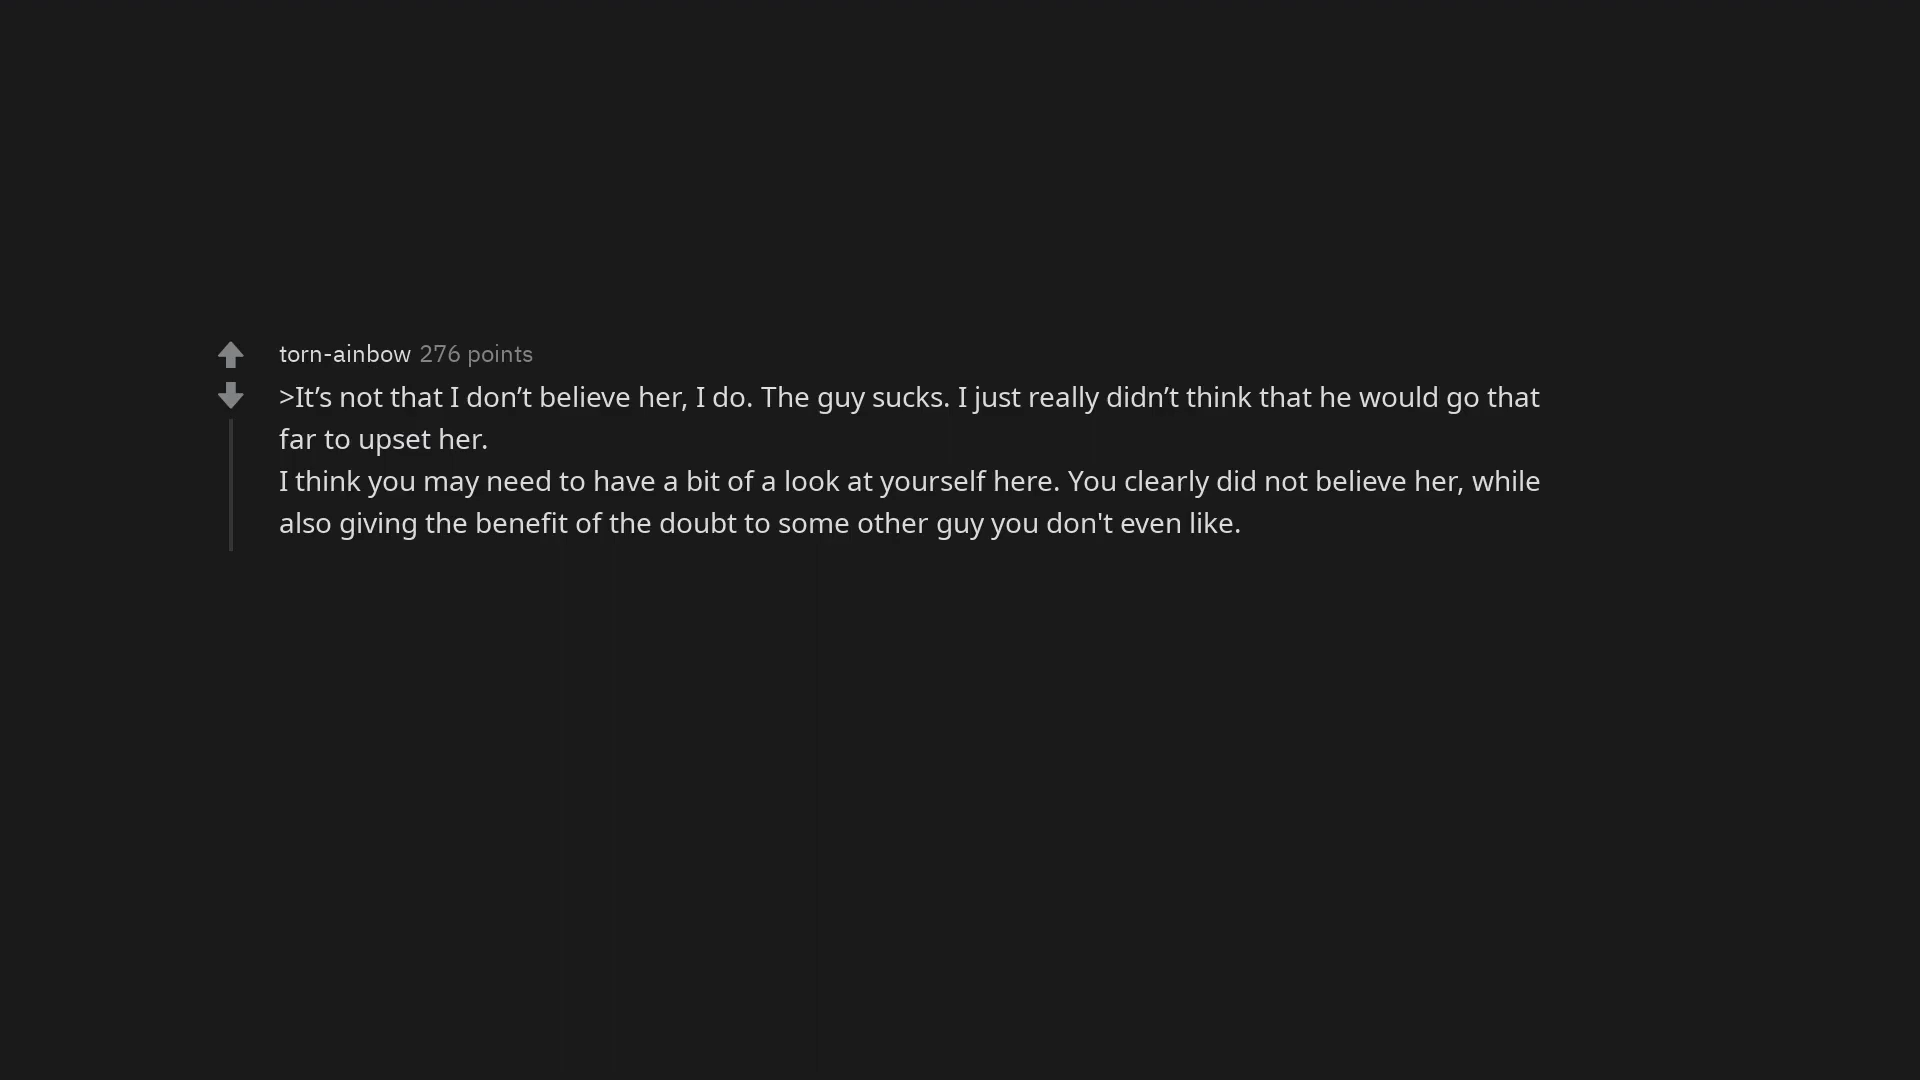 torn-ainbow 276 points
>It’s not that I don’t believe her, I do. The guy sucks. I just really didn’t think that he would go that
far to upset her.
I think you may need to have a bit of a look at yourself here. You clearly did not believe her, while
also giving the benefit of the doubt to some other guy you don't even like.